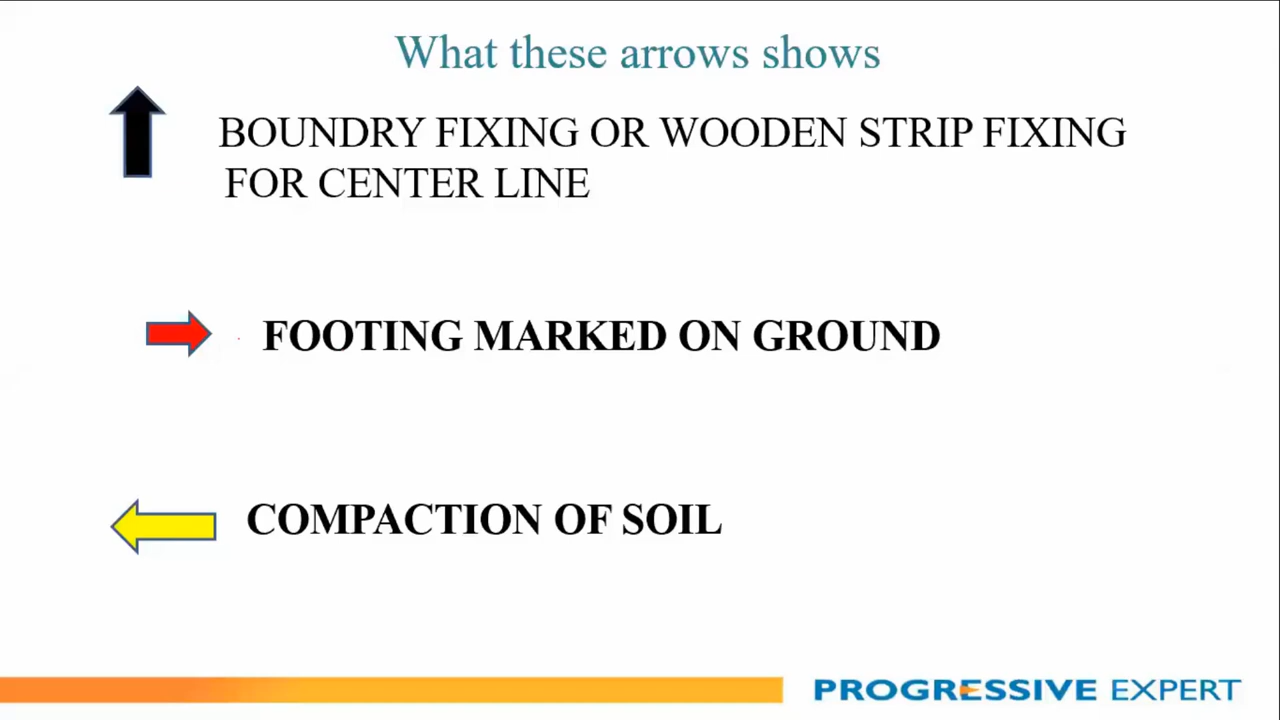 What these arrows shows
BOUNDRY FIXING OR WOODEN STRIP FIXING
FOR CENTER LINE
FOOTING MARKED ON GROUND
COMPACTION OF SOIL
PROGRESSIVE EXPERT